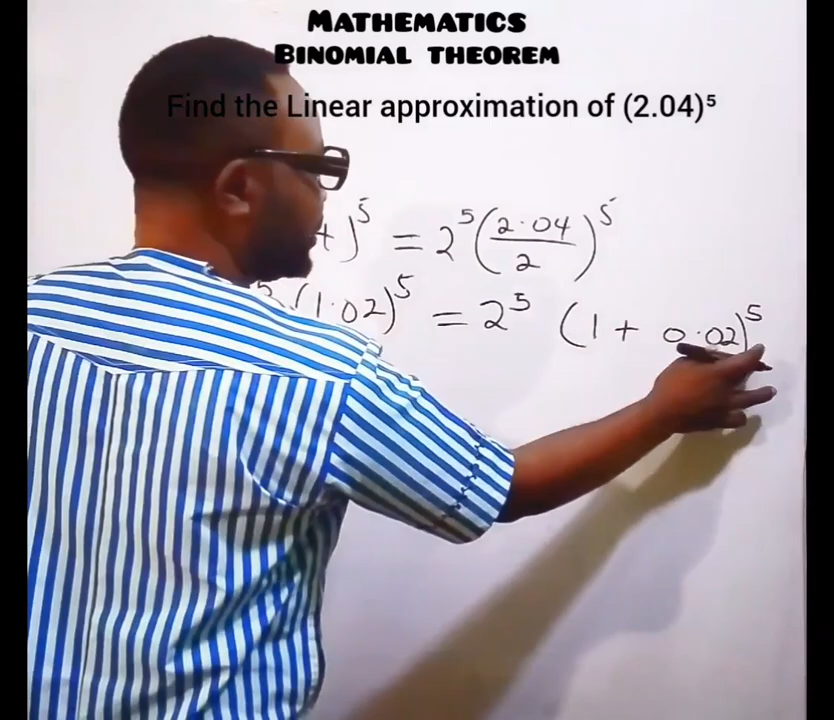 MATHEMATICS
BINOMIAL THEOREM
Find the Linear approximation of (2.04)⁵
)⁵ = 2⁵(2.04/2)⁵
(1.02)⁵ = 2⁵ (1 + 0.02)⁵